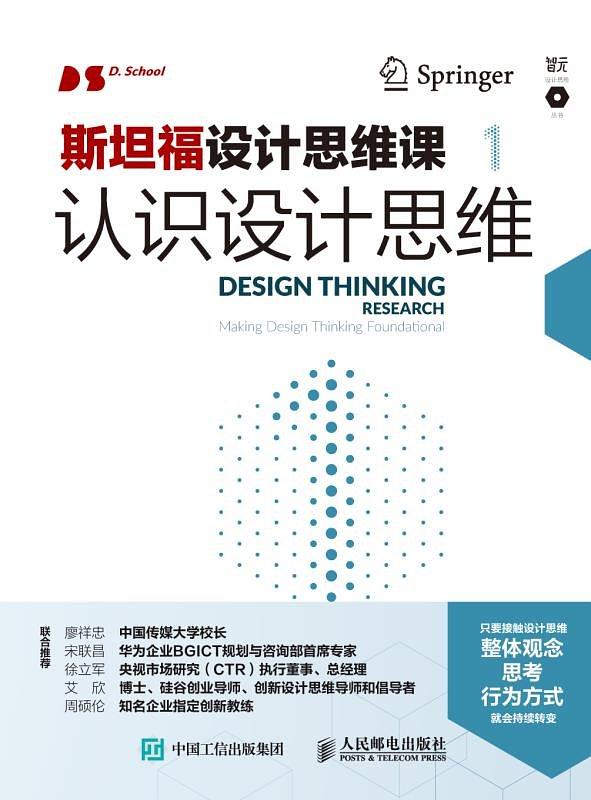 DS D. School
Springer
智元
设计思维
丛书
斯坦福设计思维课 1
认识设计思维
DESIGN THINKING
RESEARCH
Making Design Thinking Foundational
联合推荐
廖祥忠 中国传媒大学校长
宋联昌 华为企业BGICT规划与咨询部首席专家
徐立军 央视市场研究（CTR）执行董事、总经理
艾 欣 博士、硅谷创业导师、创新设计思维导师和倡导者
周硕伦 知名企业指定创新教练
只要接触设计思维
整体观念
思考
行为方式
就会持续转变
中国工信出版集团
人民邮电出版社
POSTS & TELECOM PRESS